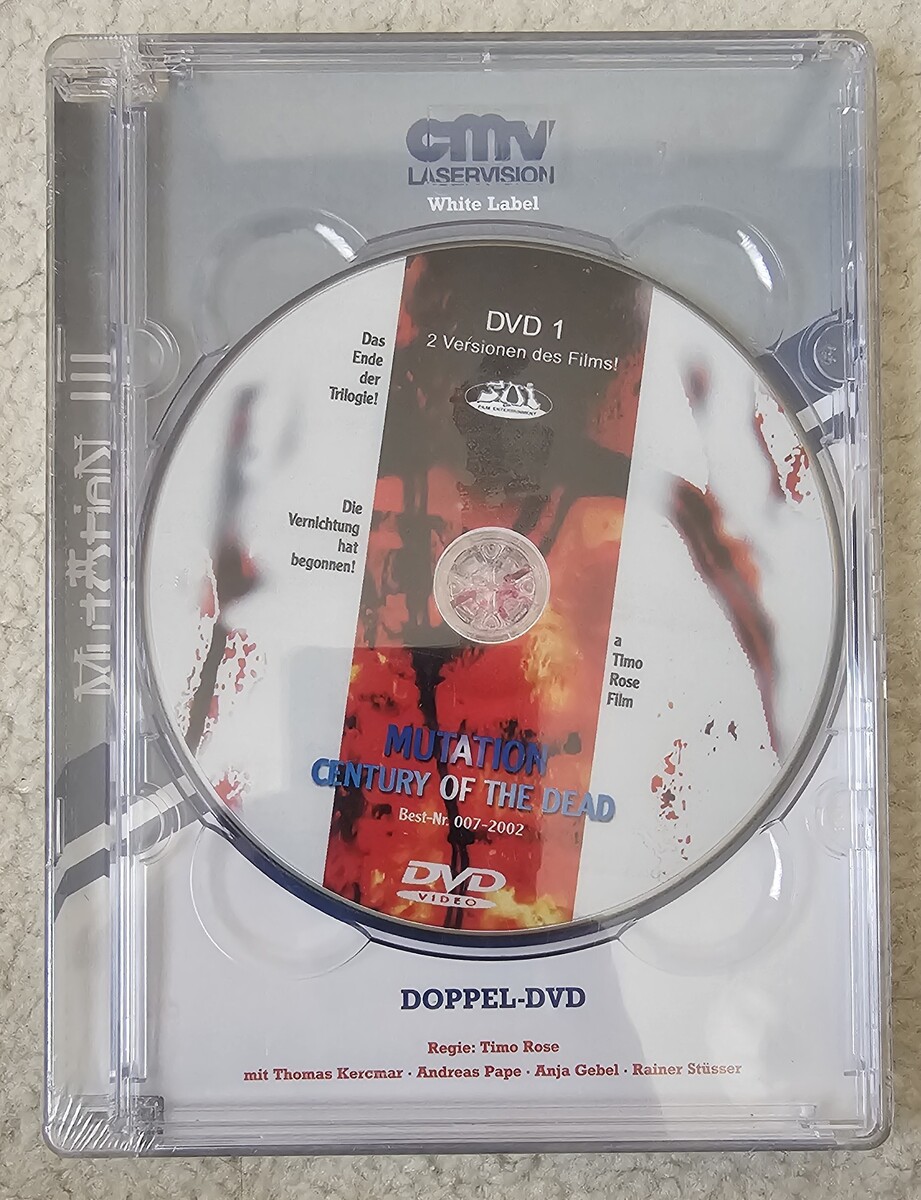 cmv
LASERVISION
White Label
DVD 1
2 Versionen des Films!
FILM ENTERTAINMENT
Das
Ende
der
Trilogie!
Die
Vernichtung
hat
begonnen!
a
Timo
Rose
Film
MUTATION
CENTURY OF THE DEAD
Best-Nr. 007-2002
DVD
VIDEO
MUTATION III
DOPPEL-DVD
Regie: Timo Rose
mit Thomas Kercmar · Andreas Pape · Anja Gebel · Rainer Stüsser